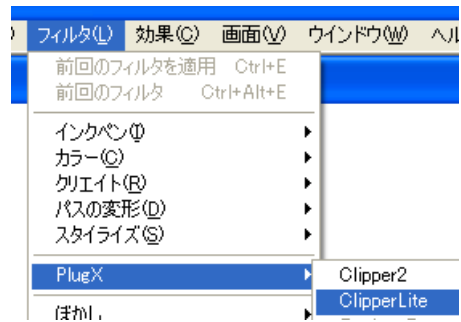 ) フィルタ(L) 効果(C) 画面(V) ウインドウ(W) ヘル
前回のフィルタを適用 Ctrl+E
前回のフィルタ Ctrl+Alt+E
インクペン(I)
カラー(C)
クリエイト(R)
パスの変形(D)
スタイライズ(S)
PlugX
Clipper2
ClipperLite
ぼかし